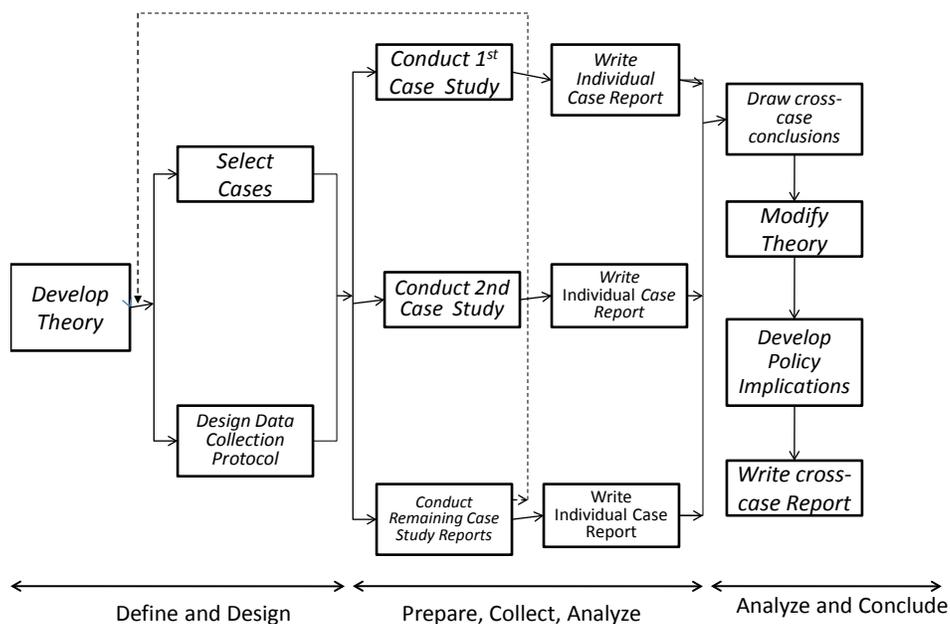 Develop
Theory
Select
Cases
Design Data
Collection
Protocol
Conduct 1st
Case Study
Write
Individual
Case Report
Conduct 2nd
Case Study
Write
Individual Case
Report
Conduct
Remaining Case
Study Reports
Write
Individual Case
Report
Draw cross-
case
conclusions
Modify
Theory
Develop
Policy
Implications
Write cross-
case Report
Define and Design
Prepare, Collect, Analyze
Analyze and Conclude